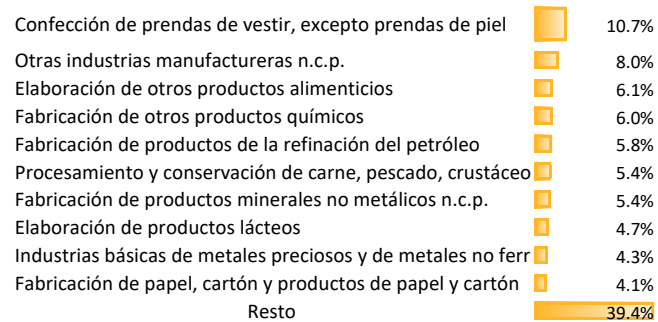 Confección de prendas de vestir, excepto prendas de piel 10.7%
Otras industrias manufactureras n.c.p. 8.0%
Elaboración de otros productos alimenticios 6.1%
Fabricación de otros productos químicos 6.0%
Fabricación de productos de la refinación del petróleo 5.8%
Procesamiento y conservación de carne, pescado, crustáceo 5.4%
Fabricación de productos minerales no metálicos n.c.p. 5.4%
Elaboración de productos lácteos 4.7%
Industrias básicas de metales preciosos y de metales no ferr 4.3%
Fabricación de papel, cartón y productos de papel y cartón 4.1%
Resto 39.4%